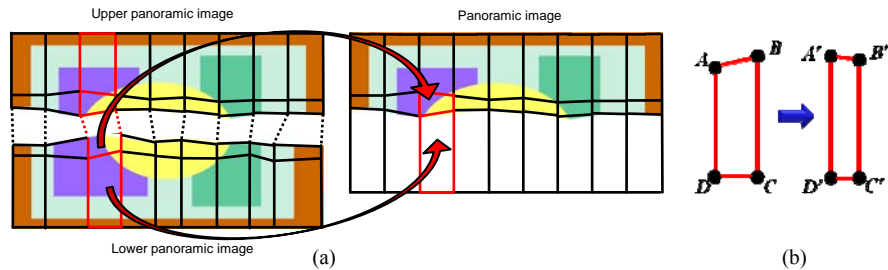 Upper panoramic image
Panoramic image
A
B
A'
B'
D
C
D'
C'
Lower panoramic image
(a)
(b)